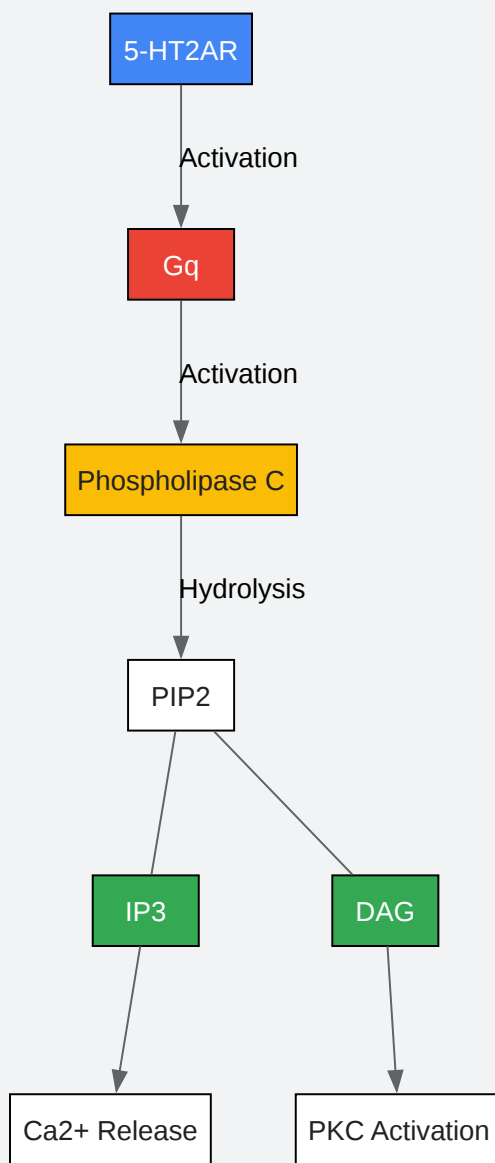 5-HT2AR
Activation
Gq
Activation
Phospholipase C
Hydrolysis
PIP2
IP3
DAG
Ca2+ Release
PKC Activation